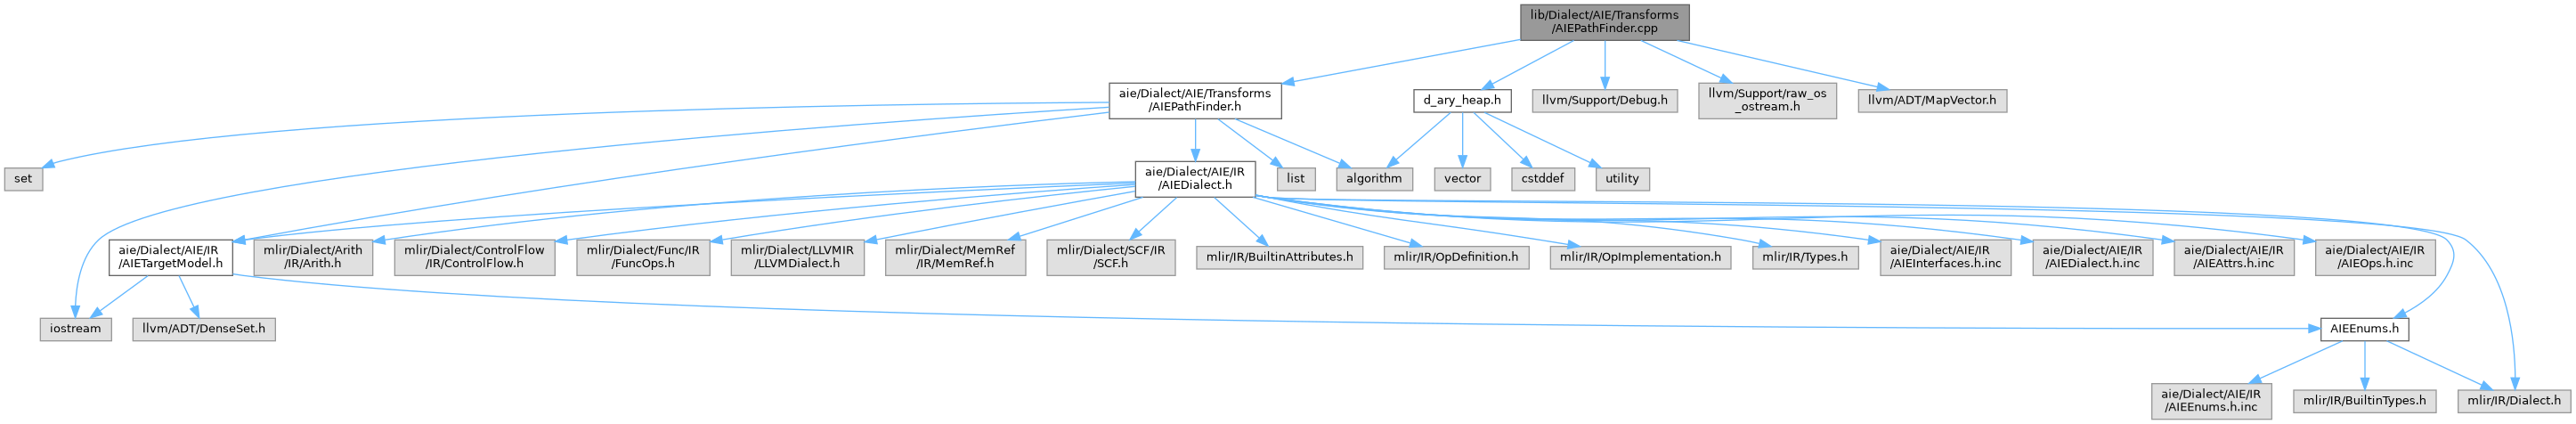 lib/Dialect/AIE/Transforms
/AIEPathFinder.cpp
aie/Dialect/AIE/Transforms
/AIEPathFinder.h
d_ary_heap.h
llvm/Support/Debug.h
llvm/Support/raw_os
_ostream.h
llvm/ADT/MapVector.h
set
aie/Dialect/AIE/IR
/AIEDialect.h
list
algorithm
vector
cstddef
utility
aie/Dialect/AIE/IR
/AIETargetModel.h
mlir/Dialect/Arith
/IR/Arith.h
mlir/Dialect/ControlFlow
/IR/ControlFlow.h
mlir/Dialect/Func/IR
/FuncOps.h
mlir/Dialect/LLVMIR
/LLVMDialect.h
mlir/Dialect/MemRef
/IR/MemRef.h
mlir/Dialect/SCF/IR
/SCF.h
mlir/IR/BuiltinAttributes.h
mlir/IR/OpDefinition.h
mlir/IR/OpImplementation.h
mlir/IR/Types.h
aie/Dialect/AIE/IR
/AIEInterfaces.h.inc
aie/Dialect/AIE/IR
/AIEDialect.h.inc
aie/Dialect/AIE/IR
/AIEAttrs.h.inc
aie/Dialect/AIE/IR
/AIEOps.h.inc
iostream
llvm/ADT/DenseSet.h
AIEEnums.h
aie/Dialect/AIE/IR
/AIEEnums.h.inc
mlir/IR/BuiltinTypes.h
mlir/IR/Dialect.h